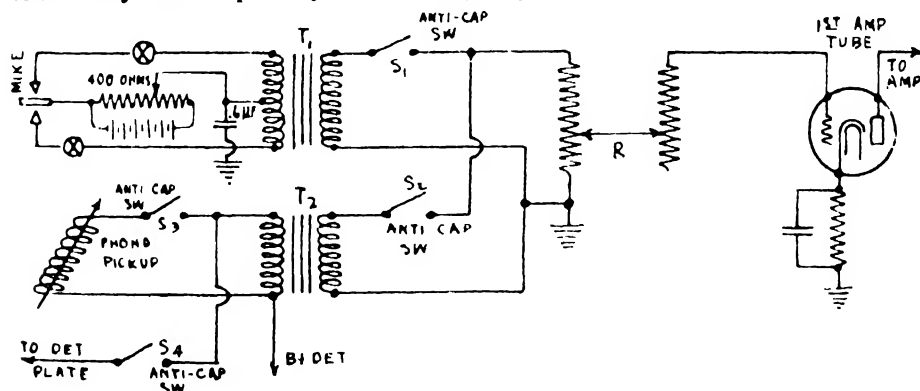 T1
ANTI-CAP
SW
S1
1ST AMP
TUBE
TO
AMP
MIKE
400 OHMS
.6µF
R
ANTI CAP
SW
S3
PHONO
PICKUP
T2
S2
ANTI CAP
SW
TO DET
PLATE
S4
ANTI-CAP
SW
B+ DET